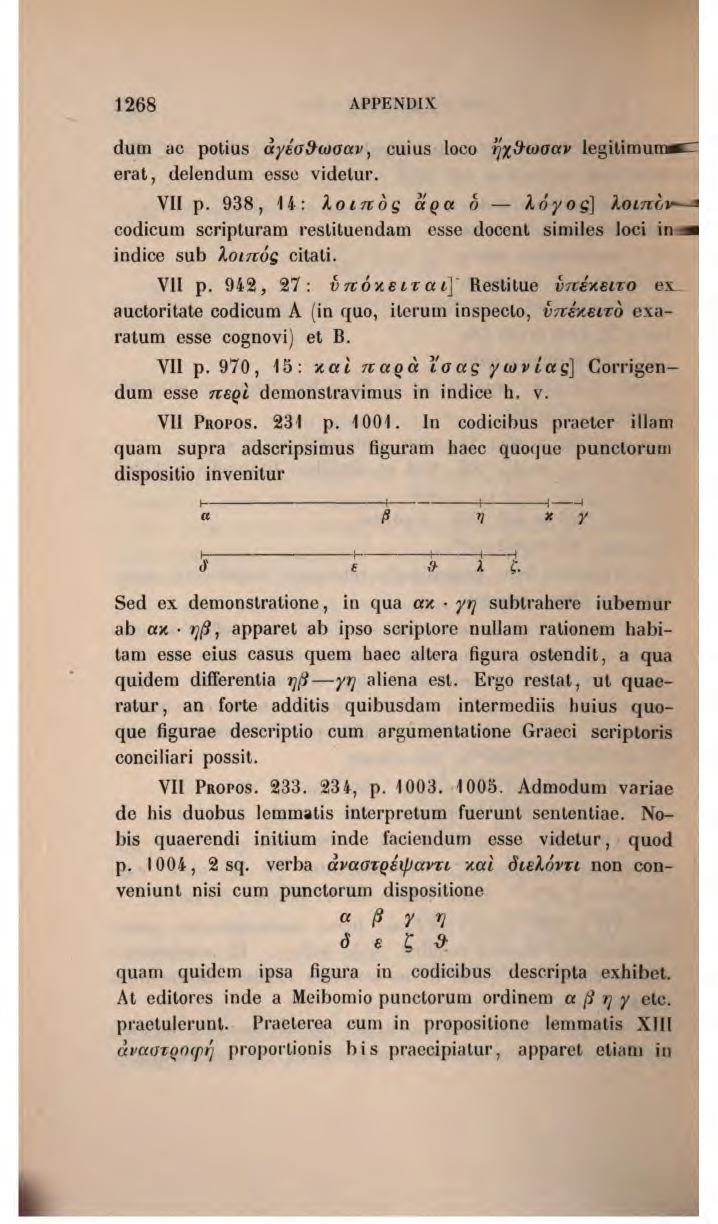 1268 APPENDIX
dum ac potius ἀγέσθωσαν, cuius loco ἤχθωσαν legitimum
erat, delendum esse videtur.
VII p. 938, 14: λοιπὸς ἄρα ὁ — λόγος] λοιπὸν
codicum scripturam restituendam esse docent similes loci in
indice sub λοιπός citati.
VII p. 942, 27: ὑπόκειται] Restitue ὑπέκειτο ex
auctoritate codicum A (in quo, iterum inspecto, ὑπέκειτὸ exa-
ratum esse cognovi) et B.
VII p. 970, 15: καὶ παρὰ ἴσας γωνίας] Corrigen-
dum esse περὶ demonstravimus in indice h. v.
VII PROPOS. 231 p. 1001. In codicibus praeter illam
quam supra adscripsimus figuram haec quoque punctorum
dispositio invenitur
α β η κ γ
δ ε θ λ ζ.
Sed ex demonstratione, in qua ακ · γη subtrahere iubemur
ab ακ · ηβ, apparet ab ipso scriptore nullam rationem habi-
tam esse eius casus quem haec altera figura ostendit, a qua
quidem differentia ηβ—γη aliena est. Ergo restat, ut quae-
ratur, an forte additis quibusdam intermediis huius quo-
que figurae descriptio cum argumentatione Graeci scriptoris
conciliari possit.
VII PROPOS. 233. 234, p. 1003. 1005. Admodum variae
de his duobus lemmatis interpretum fuerunt sententiae. No-
bis quaerendi initium inde faciendum esse videtur, quod
p. 1004, 2 sq. verba ἀναστρέψαντι καὶ διελόντι non con-
veniunt nisi cum punctorum dispositione
α β γ η
δ ε ζ θ
quam quidem ipsa figura in codicibus descripta exhibet.
At editores inde a Meibomio punctorum ordinem α β η γ etc.
praetulerunt. Praeterea cum in propositione lemmatis XIII
ἀναστροφή proportionis bis praecipiatur, apparet etiam in